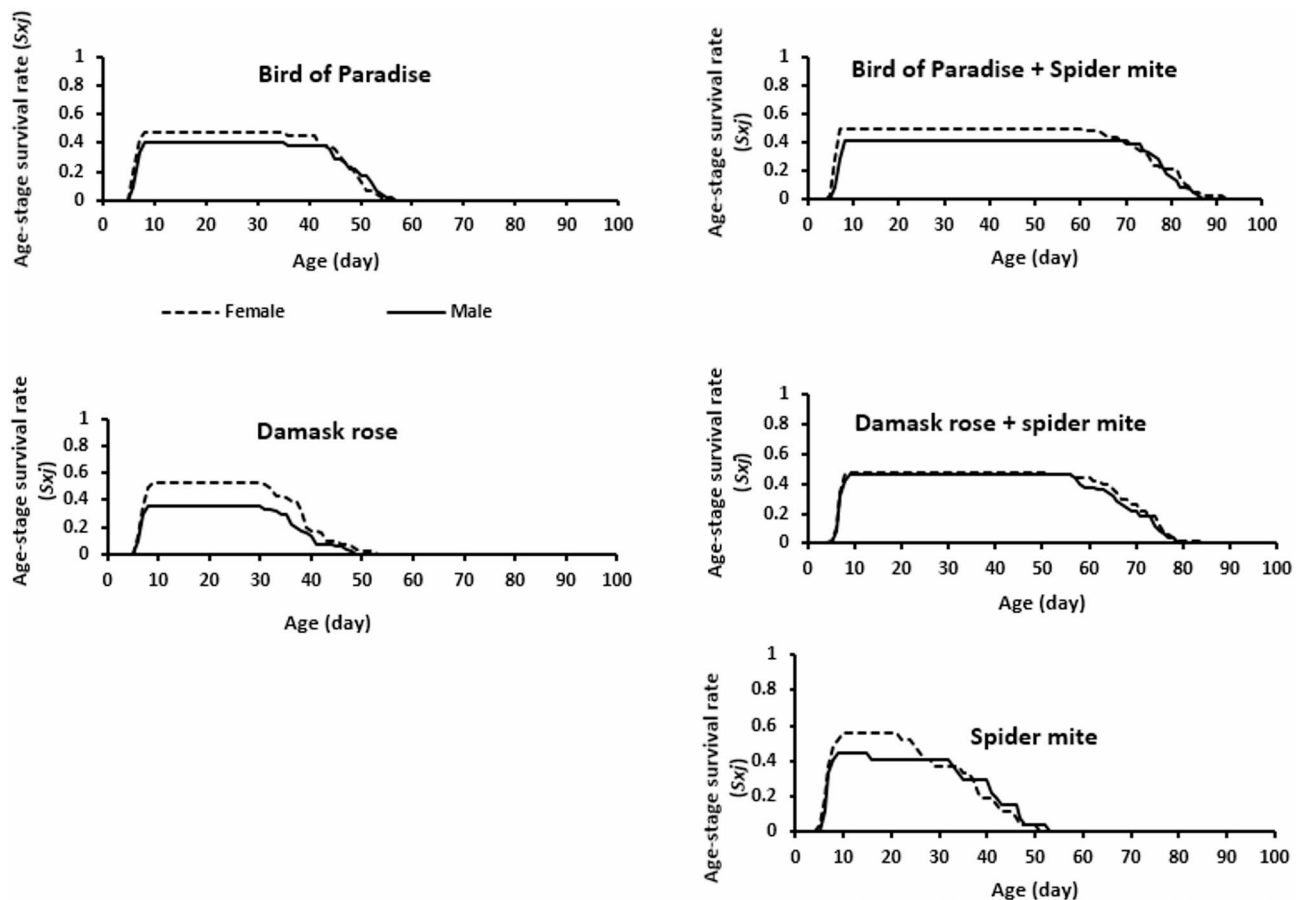 Age-stage survival rate (Sxj)
1
0.8
0.6
0.4
0.2
0
Bird of Paradise
0 10 20 30 40 50 60 70 80 90 100
Age (day)
Age-stage survival rate
(Sxj)
1
0.8
0.6
0.4
0.2
0
Bird of Paradise + Spider mite
0 10 20 30 40 50 60 70 80 90 100
Age (day)
Female Male
Age-stage survival rate
(Sxj)
1
0.8
0.6
0.4
0.2
0
Damask rose
0 10 20 30 40 50 60 70 80 90 100
Age (day)
Age-stage survival rate
(Sxj)
1
0.8
0.6
0.4
0.2
0
Damask rose + spider mite
0 10 20 30 40 50 60 70 80 90 100
Age (day)
Age-stage survival rate
(Sxj)
1
0.8
0.6
0.4
0.2
0
Spider mite
0 10 20 30 40 50 60 70 80 90 100
Age (day)